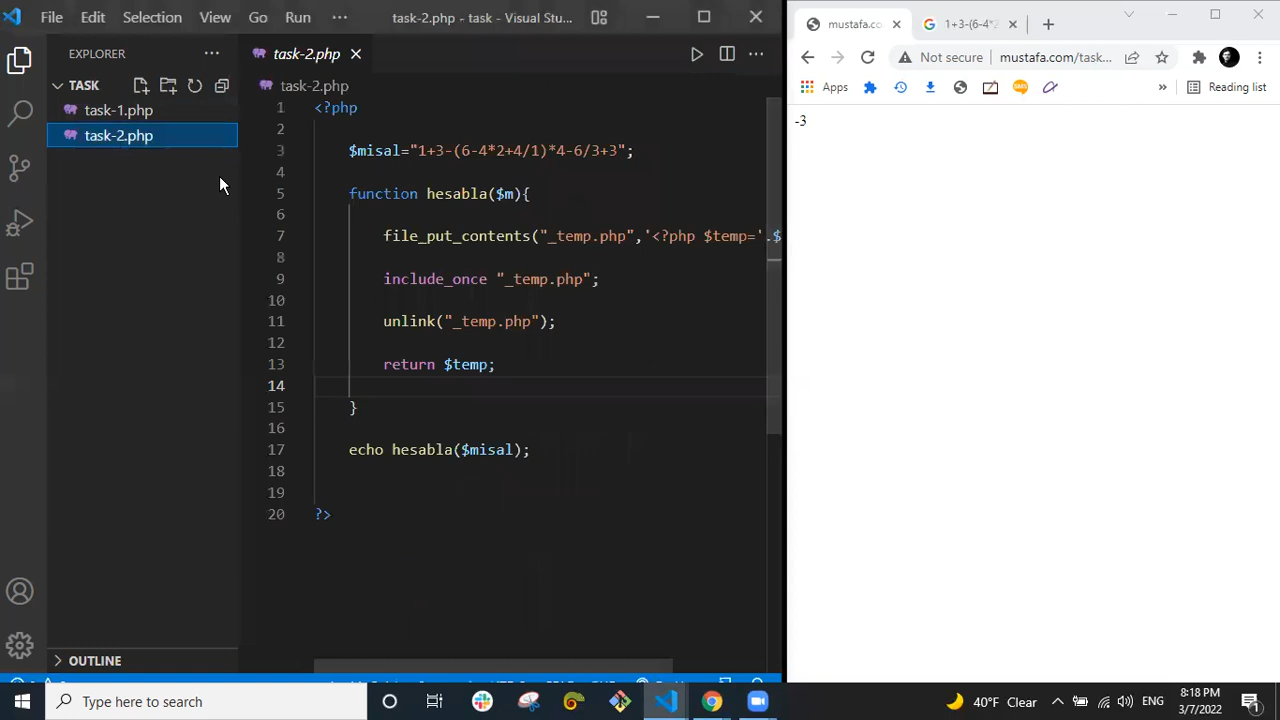 File Edit Selection View Go Run ··· task-2.php - task - Visual Stu...
EXPLORER ···
TASK
task-1.php
task-2.php
OUTLINE
task-2.php
task-2.php
1 <?php
2
3 $misal="1+3-(6-4*2+4/1)*4-6/3+3";
4
5 function hesabla($m){
6
7 file_put_contents("_temp.php",'<?php $temp='.$
8
9 include_once "_temp.php";
10
11 unlink("_temp.php");
12
13 return $temp;
14
15 }
16
17 echo hesabla($misal);
18
19
20 ?>
mustafa.co
1+3-(6-4*2
Not secure mustafa.com/task...
Apps » Reading list
-3
Type here to search
40°F Clear
ENG
8:18 PM
3/7/2022